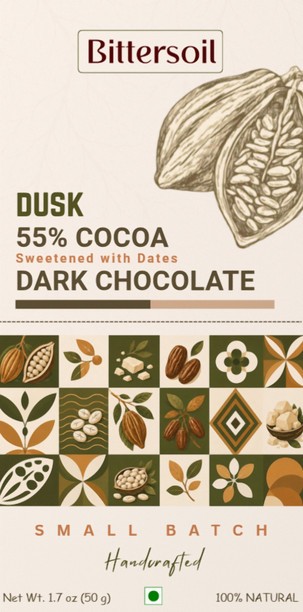 Bittersoil
DUSK
55% COCOA
Sweetened with Dates
DARK CHOCOLATE
SMALL BATCH
Handcrafted
Net Wt. 1.7 oz (50 g)
100% NATURAL